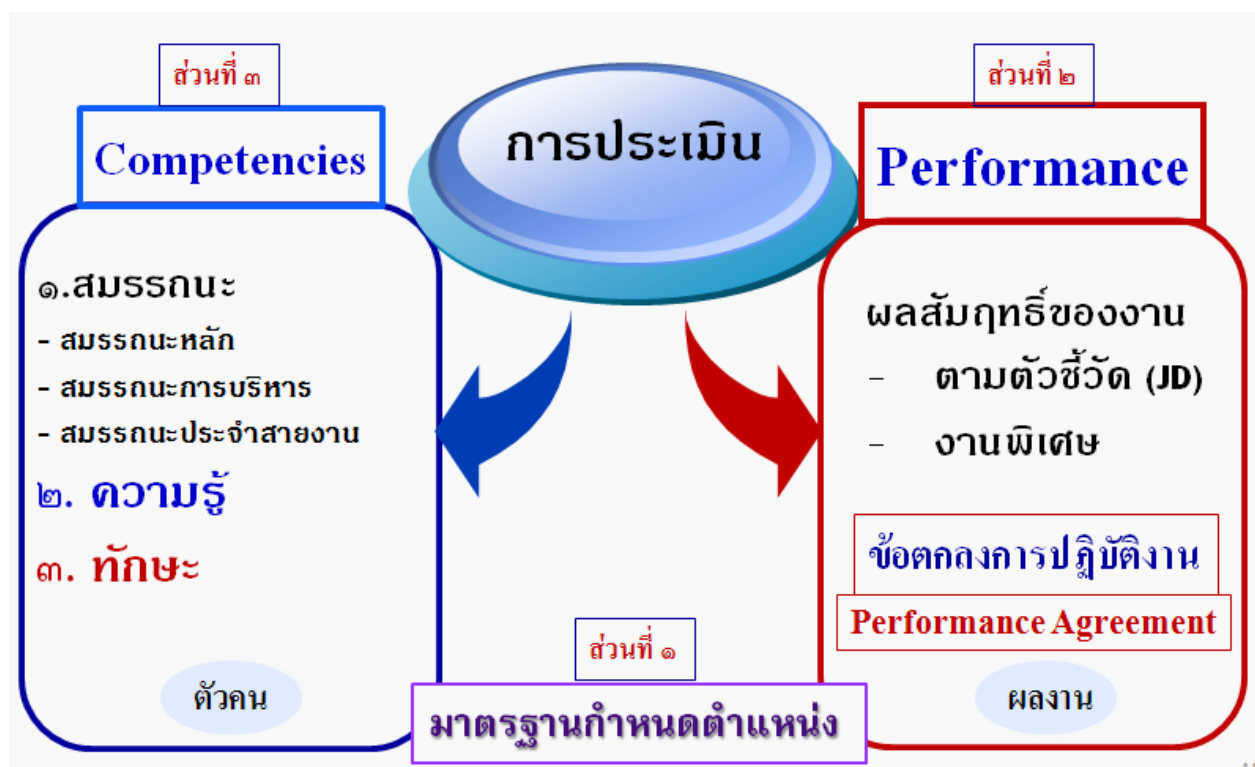 การประเมิน
ส่วนที่ ๓
Competencies
๑.สมรรถนะ
- สมรรถนะหลัก
- สมรรถนะการบริหาร
- สมรรถนะประจำสายงาน
๒. ความรู้
๓. ทักษะ
ตัวคน
ส่วนที่ ๒
Performance
ผลสัมฤทธิ์ของงาน
- ตามตัวชี้วัด (JD)
- งานพิเศษ
ข้อตกลงการปฏิบัติงาน
Performance Agreement
ผลงาน
ส่วนที่ ๑
มาตรฐานกำหนดตำแหน่ง